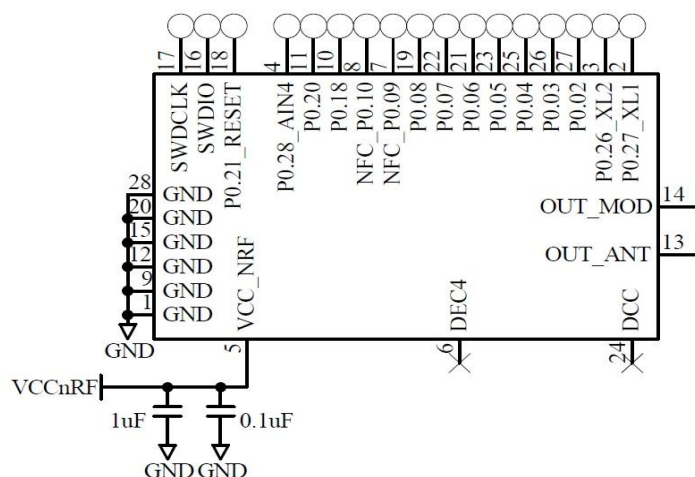 17 16 18 4 11 10 8 7 19 22 21 23 25 26 27 3 2
SWDCLK
SWDIO
P0.21_RESET
P0.28_AIN4
P0.20
P0.18
NFC_P0.10
NFC_P0.09
P0.08
P0.07
P0.06
P0.05
P0.04
P0.03
P0.02
P0.26_XL2
P0.27_XL1
28 GND
20 GND
15 GND
12 GND
9 GND
1 GND
GND
OUT_MOD 14
OUT_ANT 13
VCC_NRF
DEC4
DCC
5 6 24
VCCnRF
1uF 0.1uF
GND GND